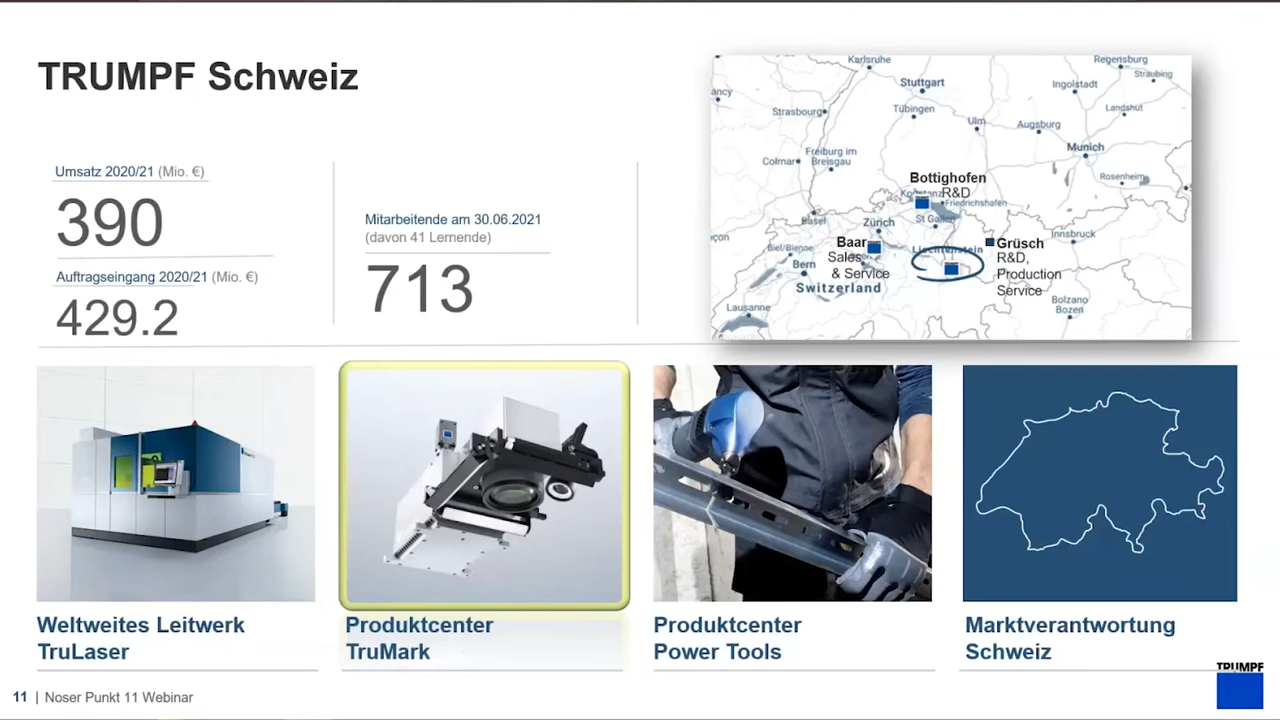 TRUMPF Schweiz
Umsatz 2020/21 (Mio. €)
390
Auftragseingang 2020/21 (Mio. €)
429.2
Mitarbeitende am 30.06.2021
(davon 41 Lernende)
713
Karlsruhe
Regensburg
Straubing
Stuttgart
Ingolstadt
ancy
Strasbourg
Tübingen
Landshut
Ulm
Augsburg
Munich
Freiburg im
Breisgau
Colmar
Rosenheim
Bottighofen
R&D
Konstanz
Friedrichshafen
Basel
Zürich
St Gallen
Innsbruck
Baar
Sales
& Service
Liechtenstein
Grüsch
R&D,
Production
Service
Biel/Bienne
Bern
Switzerland
Lausanne
Bolzano
Bozen
Weltweites Leitwerk
TruLaser
Produktcenter
TruMark
Produktcenter
Power Tools
Marktverantwortung
Schweiz
11 | Noser Punkt 11 Webinar
TRUMPF